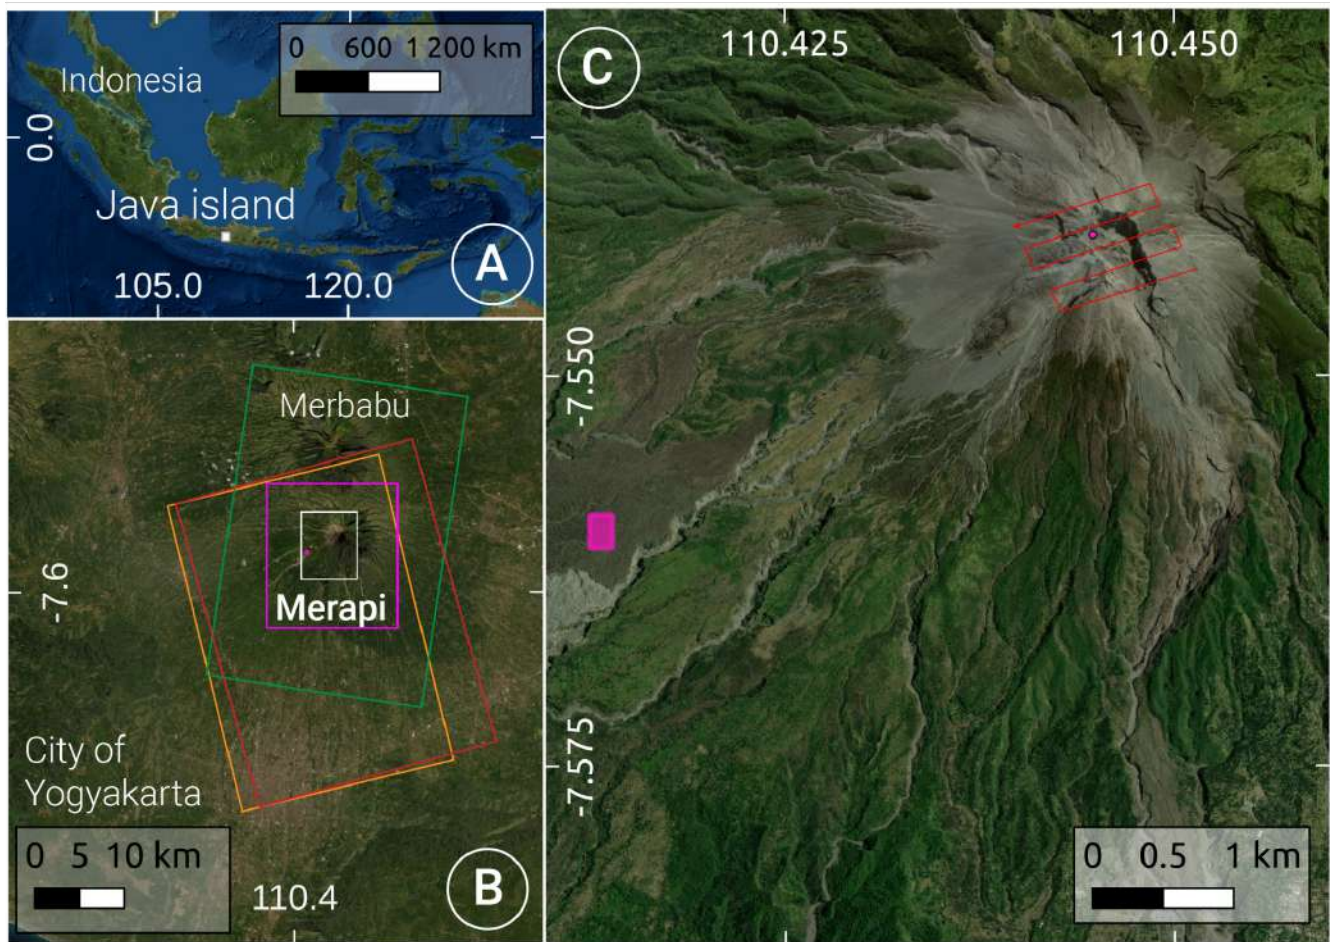 0 600 1 200 km
Indonesia
0.0
Java island
A
105.0 120.0
Merbabu
-7.6
Merapi
City of
Yogyakarta
0 5 10 km
110.4
B
C
110.425 110.450
-7.550
-7.575
0 0.5 1 km